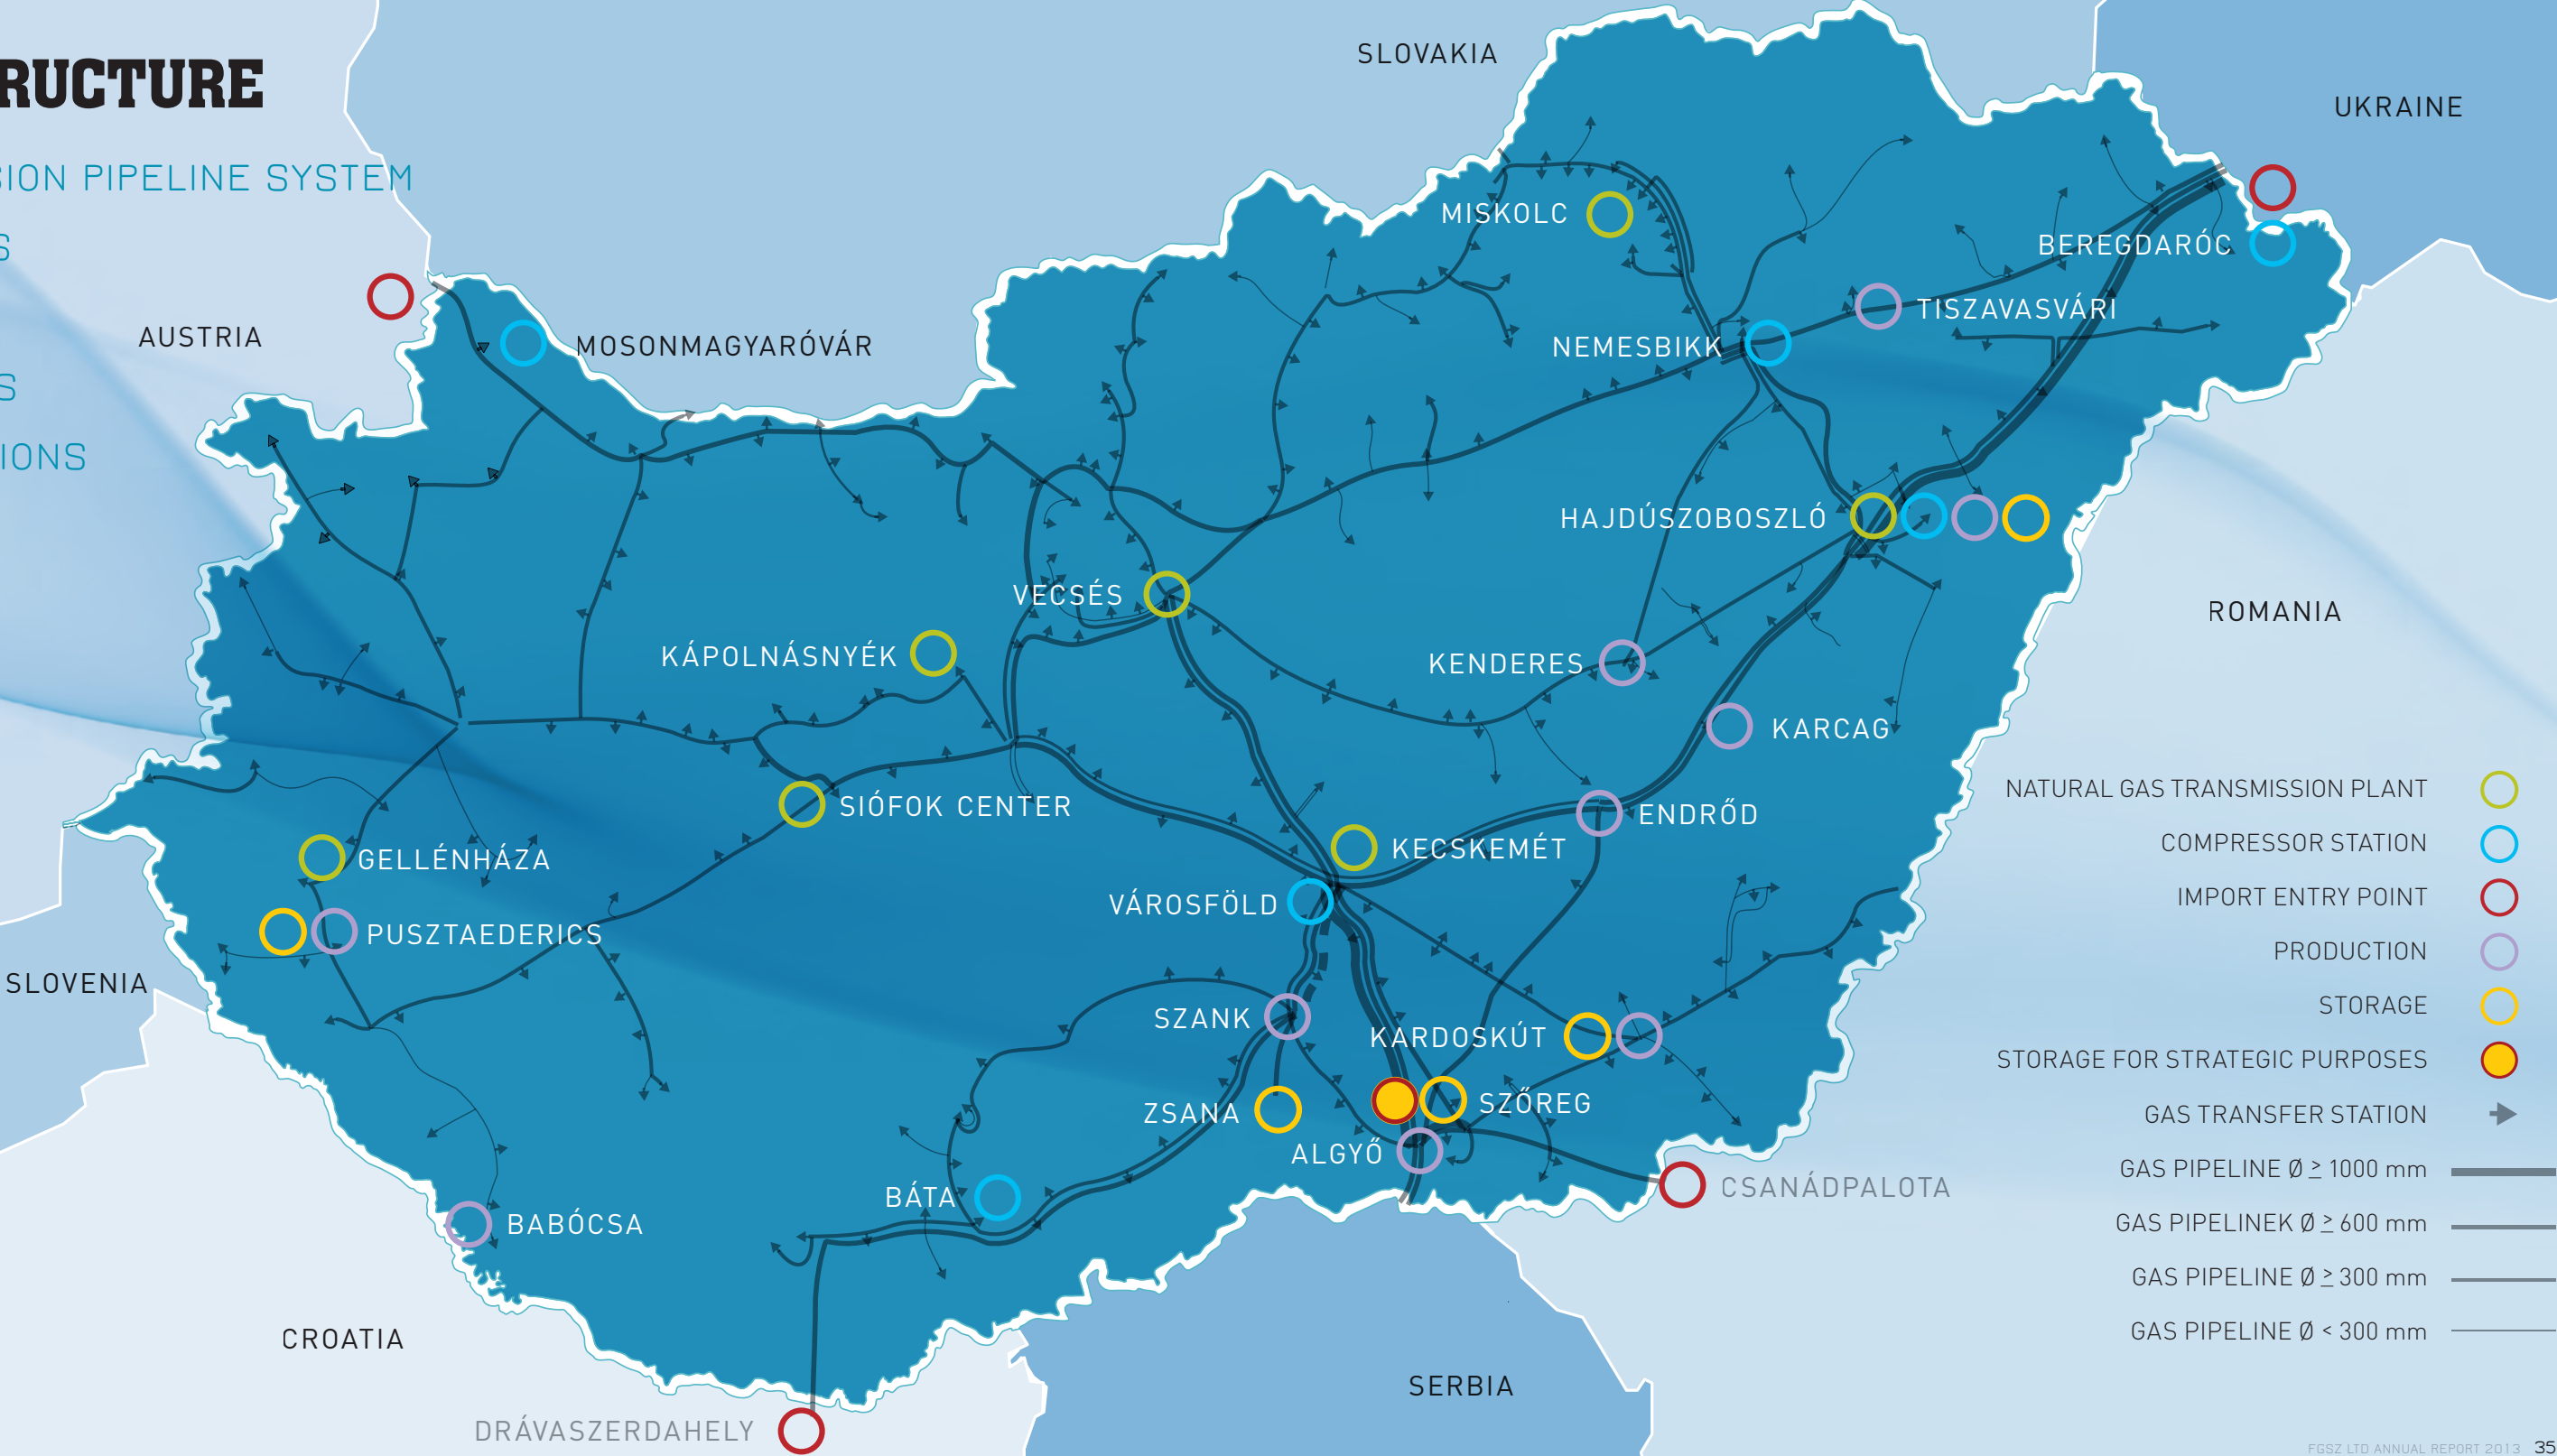 RUCTURE
SION PIPELINE SYSTEM
S
S
IONS
SLOVAKIA
UKRAINE
AUSTRIA
ROMANIA
SLOVENIA
CROATIA
SERBIA
MISKOLC
BEREGDARÓC
MOSONMAGYARÓVÁR
TISZAVASVÁRI
NEMESBIKK
HAJDÚSZOBOSZLÓ
VECSÉS
KÁPOLNÁSNYÉK
KENDERES
KARCAG
SIÓFOK CENTER
ENDRŐD
GELLÉNHÁZA
KECSKEMÉT
VÁROSFÖLD
PUSZTAEDERICS
SZANK
KARDOSKÚT
ZSANA
SZŐREG
ALGYŐ
CSANÁDPALOTA
BÁTA
BABÓCSA
DRÁVASZERDAHELY
NATURAL GAS TRANSMISSION PLANT
COMPRESSOR STATION
IMPORT ENTRY POINT
PRODUCTION
STORAGE
STORAGE FOR STRATEGIC PURPOSES
GAS TRANSFER STATION
GAS PIPELINE Ø ≥ 1000 mm
GAS PIPELINEK Ø ≥ 600 mm
GAS PIPELINE Ø ≥ 300 mm
GAS PIPELINE Ø < 300 mm
FGSZ LTD ANNUAL REPORT 2013 35